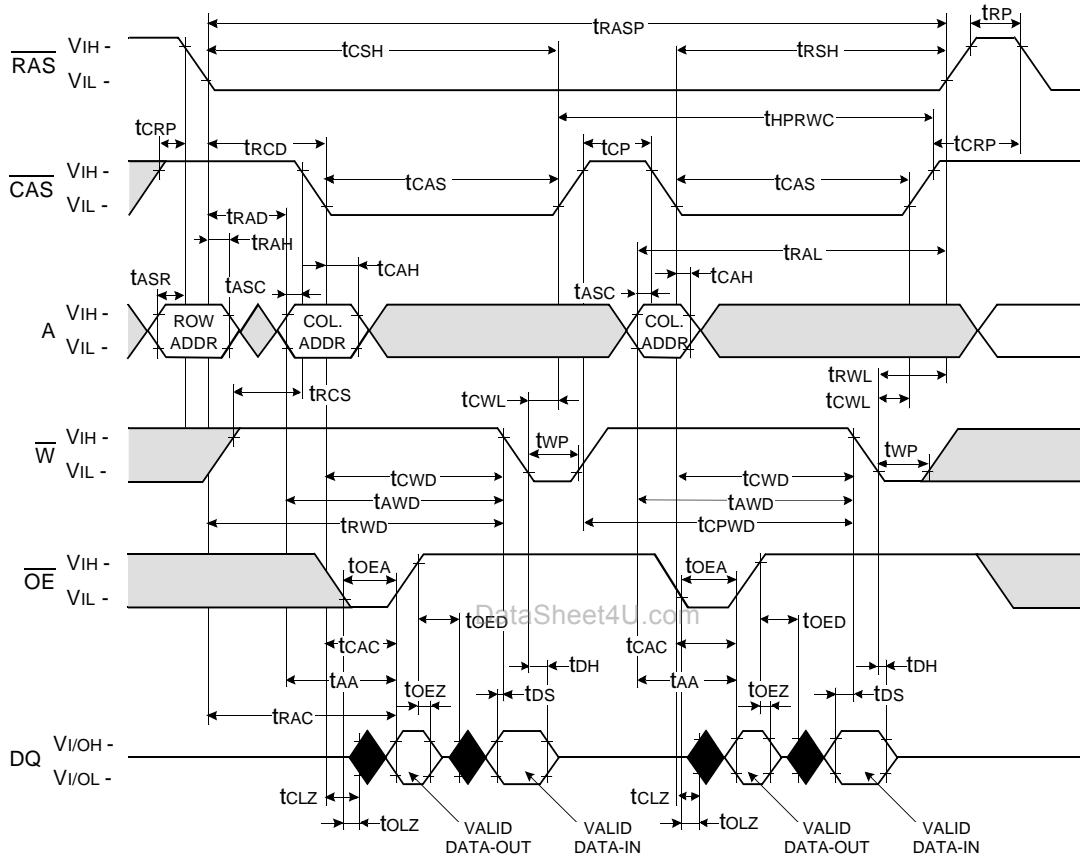 tRASP
tRP
tCSH
tRSH
RAS
VIH -
VIL -
tHPRWC
tCRP
tRCD
tCP
tCRP
CAS
VIH -
VIL -
tCAS
tCAS
tRAD
tRAH
tRAL
tASR
tASC
tCAH
tASC
tCAH
A
VIH -
VIL -
ROW
ADDR
COL.
ADDR
COL.
ADDR
tRCS
tCWL
tRWL
tCWL
W
VIH -
VIL -
tWP
tWP
tCWD
tCWD
tAWD
tAWD
tRWD
tCPWD
OE
VIH -
VIL -
tOEA
tOEA
DataSheet4U.com
tOED
tOED
tCAC
tCAC
tDH
tDH
tAA
tOEZ
tDS
tAA
tOEZ
tDS
tRAC
DQ
VI/OH -
VI/OL -
tCLZ
tCLZ
tOLZ
tOLZ
VALID
DATA-OUT
VALID
DATA-IN
VALID
DATA-OUT
VALID
DATA-IN